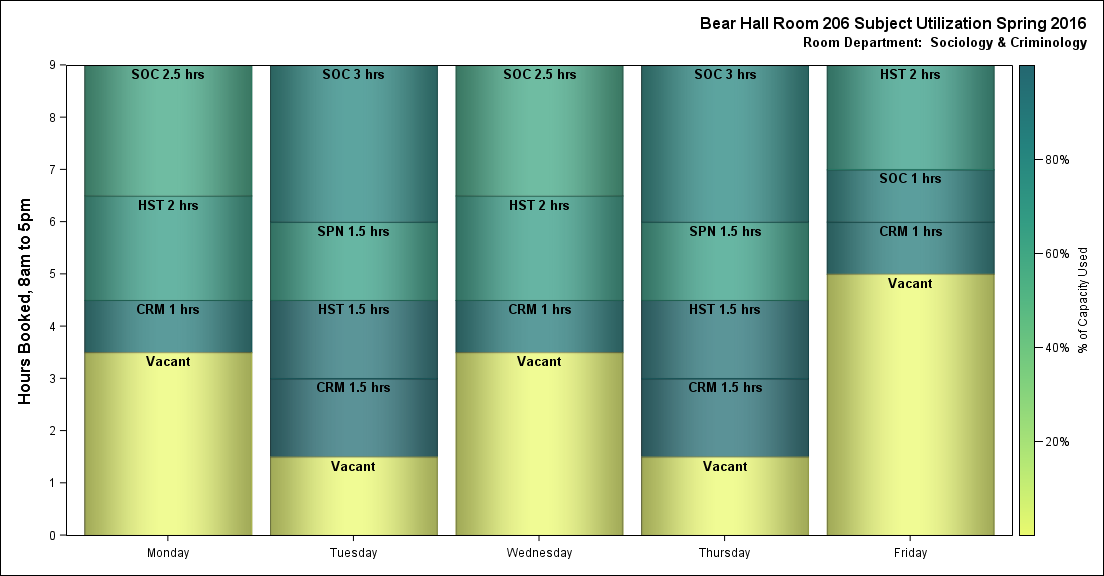 Bear Hall Room 206 Subject Utilization Spring 2016
Room Department: Sociology & Criminology
Hours Booked, 8am to 5pm
9
8
7
6
5
4
3
2
1
0
SOC 2.5 hrs
HST 2 hrs
CRM 1 hrs
Vacant
Monday
SOC 3 hrs
SPN 1.5 hrs
HST 1.5 hrs
CRM 1.5 hrs
Vacant
Tuesday
SOC 2.5 hrs
HST 2 hrs
CRM 1 hrs
Vacant
Wednesday
SOC 3 hrs
SPN 1.5 hrs
HST 1.5 hrs
CRM 1.5 hrs
Vacant
Thursday
HST 2 hrs
SOC 1 hrs
CRM 1 hrs
Vacant
Friday
80%
60%
40%
20%
% of Capacity Used